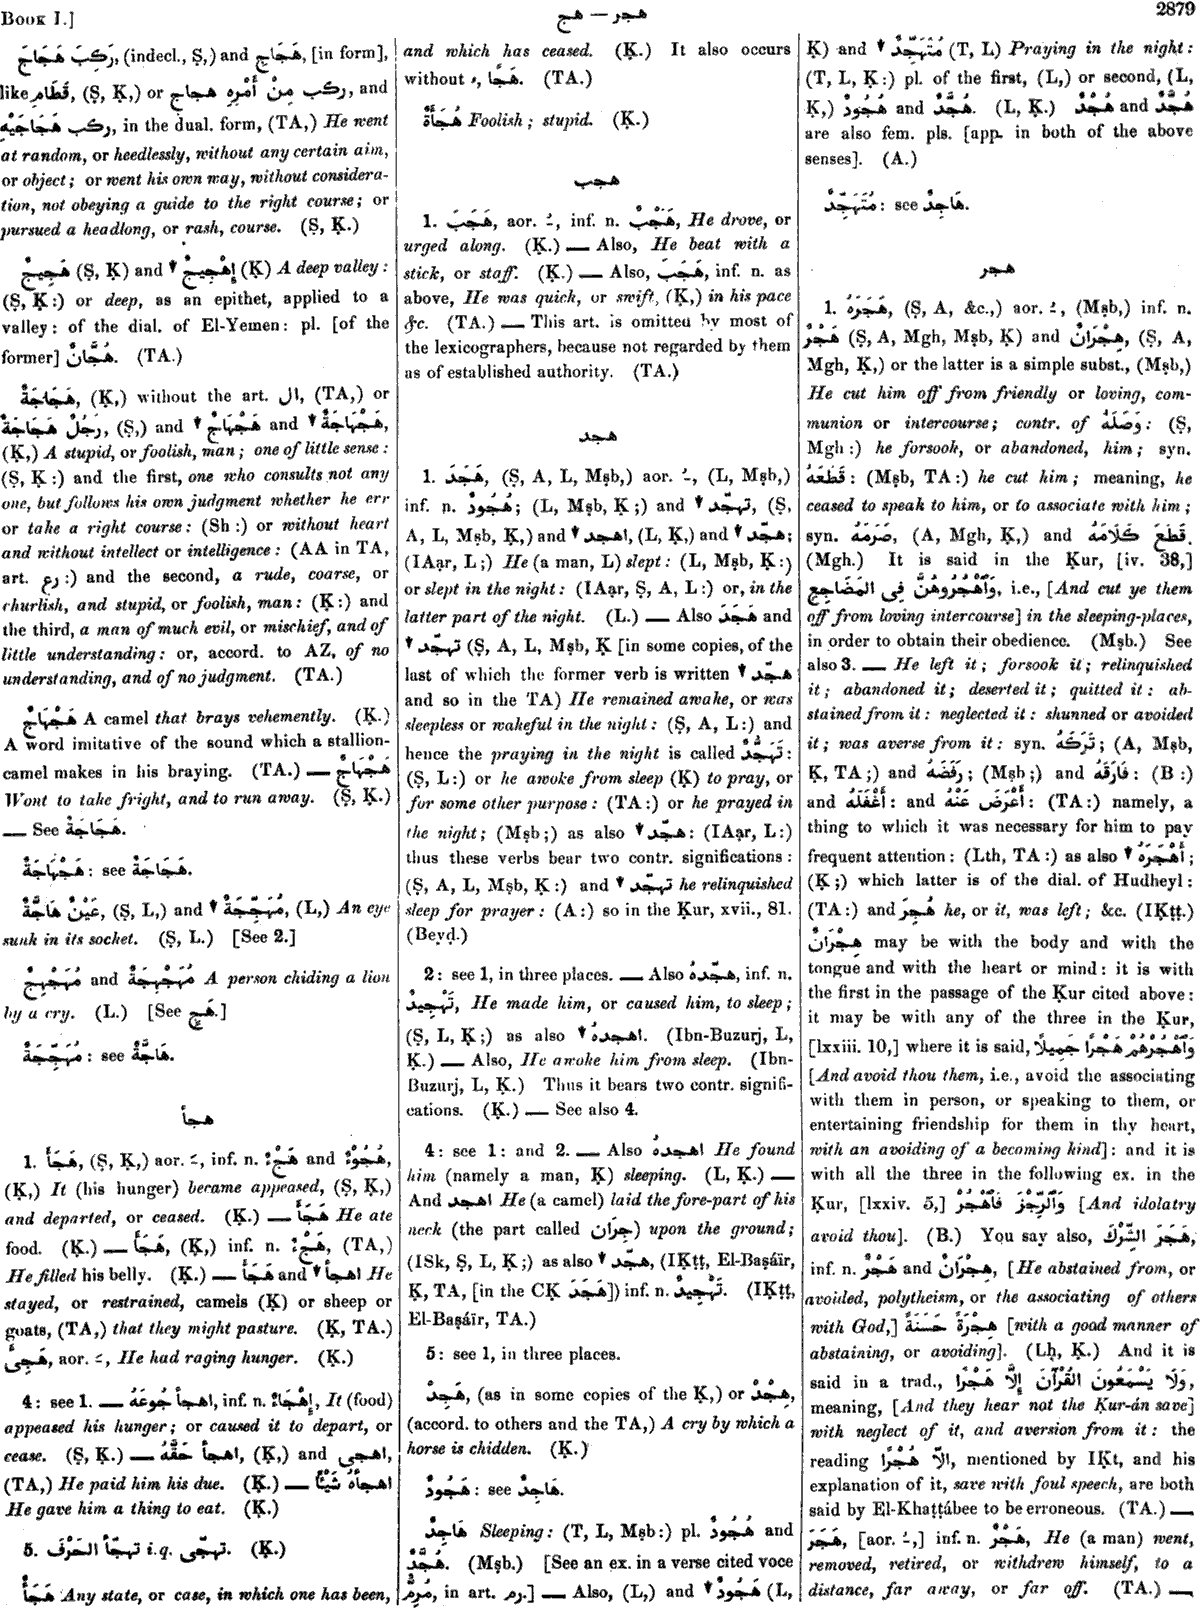 Book I.]
هجر — هج
2879
رَكِبَ هَجَاجَ, (indecl., Ṣ,) and هَجَاجِ, [in form],
like قَطَامِ, (Ṣ, Ḳ,) or ركب مِنْ أَمْرِهِ هجاج, and
ركب هَجَاجَيْهِ, in the dual. form, (TA,) He went
at random, or heedlessly, without any certain aim,
or object; or went his own way, without considera-
tion, not obeying a guide to the right course; or
pursued a headlong, or rash, course. (Ṣ, Ḳ.)
هَجِيجٌ (Ṣ, Ḳ) and ▼ إِهْجِيجٌ (Ḳ) A deep valley:
(Ṣ, Ḳ:) or deep, as an epithet, applied to a
valley: of the dial. of El-Yemen: pl. [of the
former] هُجَّانٌ. (TA.)
هَجَاجَةٌ, (Ḳ,) without the art. ال, (TA,) or
رَجُلٌ هَجَاجَةٌ, (Ṣ,) and ▼ هَجْهَاجٌ and ▼ هَجْهَاجَةٌ,
(Ḳ,) A stupid, or foolish, man; one of little sense:
(Ṣ, Ḳ:) and the first, one who consults not any
one, but follows his own judgment whether he err
or take a right course: (Sh:) or without heart
and without intellect or intelligence: (AA in TA,
art. رع:) and the second, a rude, coarse, or
churlish, and stupid, or foolish, man: (Ḳ:) and
the third, a man of much evil, or mischief, and of
little understanding: or, accord. to AZ, of no
understanding, and of no judgment. (TA.)
هَجْهَاجٌ A camel that brays vehemently. (Ḳ.)
A word imitative of the sound which a stallion-
camel makes in his braying. (TA.) — هَجْهَاجٌ
Wont to take fright, and to run away. (Ṣ, Ḳ.)
— See هَجَاجَةٌ.
هَجْهَاجَةٌ: see هَجَاجَةٌ.
عَيْنٌ هَاجَّةٌ, (Ṣ, L,) and ▼ مُهَجِّجَةٌ, (L,) An eye
sunk in its socket. (Ṣ, L.) [See 2.]
مُهَجْهِجٌ and مُهَجْهِجَةٌ A person chiding a lion
by a cry. (L.) [See هَجِ.]
مُهَجِّجَةٌ: see هَاجَّةٌ.
هجأ
1. هَجَأَ, (Ṣ, Ḳ,) aor. ـَ, inf. n. هَجْءٌ and هُجُوْءٌ,
(Ḳ,) It (his hunger) became appeased, (Ṣ, Ḳ,)
and departed, or ceased. (Ḳ.) — هَجَأَ He ate
food. (Ḳ.) — هَجَأَ, (Ḳ,) inf. n. هَجْءٌ, (TA,)
He filled his belly. (Ḳ.) — هَجَأَ and ▼ اهجأ He
stayed, or restrained, camels (Ḳ) or sheep or
goats, (TA,) that they might pasture. (Ḳ, TA.)
هَجِئَ, aor. ـَ, He had raging hunger. (Ḳ.)
4: see 1. — اهجأ جُوعَهُ, inf. n. إِهْجَاءٌ, It (food)
appeased his hunger; or caused it to depart, or
cease. (Ṣ, Ḳ.) — اهجأ حَقَّهُ, (Ḳ,) and اهجى,
(TA,) He paid him his due. (Ḳ.) — اهجأهُ شَيْئًا
He gave him a thing to eat. (Ḳ.)
5. تهجّأ الحَرْفَ i.q. تهجّى. (Ḳ.)
هَجَأٌ Any state, or case, in which one has been,
and which has ceased. (Ḳ.) It also occurs
without ء, هَجًا. (TA.)
هُجَأَةٌ Foolish; stupid. (Ḳ.)
هجب
1. هَجَبَ, aor. ـُ, inf. n. هَجْبٌ, He drove, or
urged along. (Ḳ.) — Also, He beat with a
stick, or staff. (Ḳ.) — Also, هَجَبَ, inf. n. as
above, He was quick, or swift, (Ḳ,) in his pace
&c. (TA.) — This art. is omitted by most of
the lexicographers, because not regarded by them
as of established authority. (TA.)
هجد
1. هَجَدَ, (Ṣ, A, L, Mṣb,) aor. ـُ, (L, Mṣb,)
inf. n. هُجُودٌ; (L, Mṣb, Ḳ;) and ▼ تهجّد, (Ṣ,
A, L, Mṣb, Ḳ,) and ▼ اهجد, (L, Ḳ,) and ▼ هجّد;
(IAạr, L;) He (a man, L) slept: (L, Mṣb, Ḳ:)
or slept in the night: (IAạr, Ṣ, A, L:) or, in the
latter part of the night. (L.) — Also هَجَدَ and
▼ تهجّد (Ṣ, A, L, Mṣb, Ḳ [in some copies, of the
last of which the former verb is written ▼ هجّد
and so in the TA) He remained awake, or was
sleepless or wakeful in the night: (Ṣ, A, L:) and
hence the praying in the night is called تَهَجُّدٌ:
(Ṣ, L:) or he awoke from sleep (Ḳ) to pray, or
for some other purpose: (TA:) or he prayed in
the night; (Mṣb;) as also ▼ هجّد: (IAạr, L:)
thus these verbs bear two contr. significations:
(Ṣ, A, L, Mṣb, Ḳ:) and ▼ تهجّد he relinquished
sleep for prayer: (A:) so in the Ḳur, xvii., 81.
(Beyḍ.)
2: see 1, in three places. — Also هجّدهُ, inf. n.
تَهْجِيدٌ, He made him, or caused him, to sleep;
(Ṣ, L, Ḳ;) as also ▼ اهجدهُ. (Ibn-Buzurj, L,
Ḳ.) — Also, He awoke him from sleep. (Ibn-
Buzurj, L, Ḳ.) Thus it bears two contr. signifi-
cations. (Ḳ.) — See also 4.
4: see 1: and 2. — Also اهجدهُ He found
him (namely a man, Ḳ) sleeping. (L, Ḳ.) —
And اهجد He (a camel) laid the fore-part of his
neck (the part called جِرَان) upon the ground;
(ISk, Ṣ, L, Ḳ;) as also ▼ هجّد, (IḲṭṭ, El-Baṣáïr,
Ḳ, TA, [in the CḲ هَجَدَ]) inf. n. تَهْجِيدٌ. (IḲṭṭ,
El-Baṣáïr, TA.)
5: see 1, in three places.
هَجِدْ, (as in some copies of the Ḳ,) or هِجْدْ,
(accord. to others and the TA,) A cry by which a
horse is chidden. (Ḳ.)
هَجُودٌ: see هَاجِدٌ.
هَاجِدٌ Sleeping: (T, L, Mṣb:) pl. هُجُودٌ and
هُجَّدٌ. (Mṣb.) [See an ex. in a verse cited voce
مُرِمٌّ, in art. رم.] — Also, (L,) and ▼ هَجُودٌ (L,
Ḳ) and ▼ مُتَهَجِّدٌ (T, L) Praying in the night:
(T, L, Ḳ:) pl. of the first, (L,) or second, (L,
Ḳ,) هُجُودٌ and هُجَّدٌ. (L, Ḳ.) هُجْدٌ and هُجَّدٌ
are also fem. pls. [app. in both of the above
senses]. (A.)
مُتَهَجِّدٌ: see هَاجِدٌ.
هجر
1. هَجَرَهُ, (Ṣ, A, &c.,) aor. ـُ, (Mṣb,) inf. n.
هَجْرٌ (Ṣ, A, Mgh, Mṣb, Ḳ) and هِجْرَانٌ, (Ṣ, A,
Mgh, Ḳ,) or the latter is a simple subst., (Mṣb,)
He cut him off from friendly or loving, com-
munion or intercourse; contr. of وَصَلَهُ: (Ṣ,
Mgh:) he forsook, or abandoned, him; syn.
قَطَعَهُ: (Mṣb, TA:) he cut him; meaning, he
ceased to speak to him, or to associate with him;
syn. صَرَمَهُ, (A, Mgh, Ḳ,) and قَطَعَ كَلَامَهُ.
(Mgh.) It is said in the Ḳur, [iv. 38,]
وَٱهْجُرُوهُنَّ فِى المَضَاجِعِ, i.e., [And cut ye them
off from loving intercourse] in the sleeping-places,
in order to obtain their obedience. (Mṣb.) See
also 3. — He left it; forsook it; relinquished
it; abandoned it; deserted it; quitted it: ab-
stained from it: neglected it: shunned or avoided
it; was averse from it: syn. تَرَكَهُ; (A, Mṣb,
Ḳ, TA;) and رَفَضَهُ; (Mṣb;) and فَارَقَهُ: (B:)
and أَغْفَلَهُ: and أَعْرَضَ عَنْهُ: (TA:) namely, a
thing to which it was necessary for him to pay
frequent attention: (Lth, TA:) as also ▼ أَهْجَرَهُ;
(Ḳ;) which latter is of the dial. of Hudheyl:
(TA:) and هُجِرَ he, or it, was left; &c. (IḲṭṭ.)
هِجْرَانٌ may be with the body and with the
tongue and with the heart or mind: it is with
the first in the passage of the Ḳur cited above:
it may be with any of the three in the Ḳur,
[lxxiii. 10,] where it is said, وَٱهْجُرْهُمْ هَجْرًا جَمِيلًا
[And avoid thou them, i.e., avoid the associating
with them in person, or speaking to them, or
entertaining friendship for them in thy heart,
with an avoiding of a becoming kind]: and it is
with all the three in the following ex. in the
Ḳur, [lxxiv. 5,] وَٱلرِّجْزَ فَٱهْجُرْ [And idolatry
avoid thou]. (B.) You say also, هَجَرَ الشِّرْكَ,
inf. n. هَجْرٌ and هِجْرَانٌ, [He abstained from, or
avoided, polytheism, or the associating of others
with God,] هِجْرَةً حَسَنَةً [with a good manner of
abstaining, or avoiding]. (Lḥ, Ḳ.) And it is
said in a trad., وَلَا يَسْمَعُونَ القُرْآنَ إِلَّا هَجْرًا,
meaning, [And they hear not the Ḳur-án save]
with neglect of it, and aversion from it: the
reading الّا هُجْرًا, mentioned by IḲt, and his
explanation of it, save with foul speech, are both
said by El-Khaṭṭábee to be erroneous. (TA.) —
هَجَرَ, [aor. ـُ,] inf. n. هَجْرٌ, He (a man) went,
removed, retired, or withdrew himself, to a
distance, far away, or far off. (TA.) —